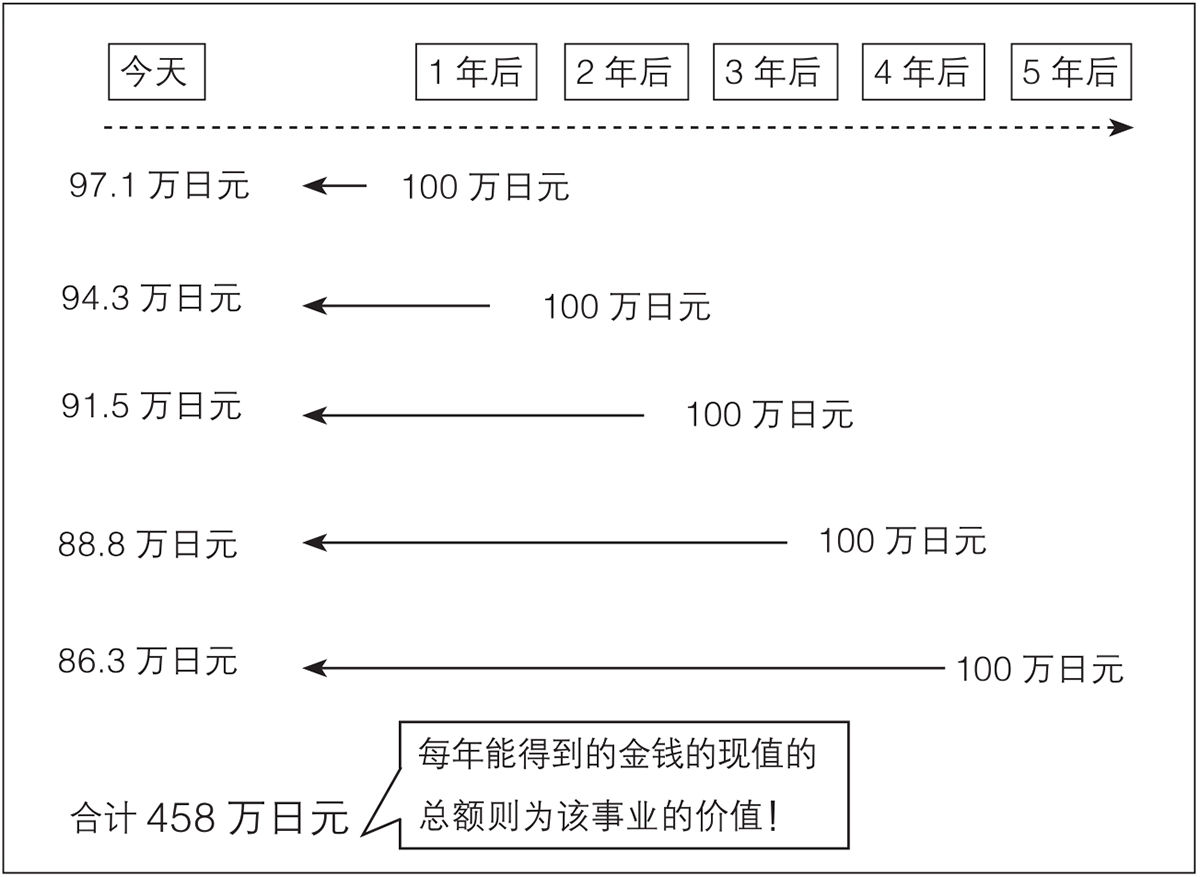 今天 1 年后 2 年后 3 年后 4 年后 5 年后
97.1 万日元 100 万日元
94.3 万日元 100 万日元
91.5 万日元 100 万日元
88.8 万日元 100 万日元
86.3 万日元 100 万日元
每年能得到的金钱的现值的
总额则为该事业的价值！
合计 458 万日元